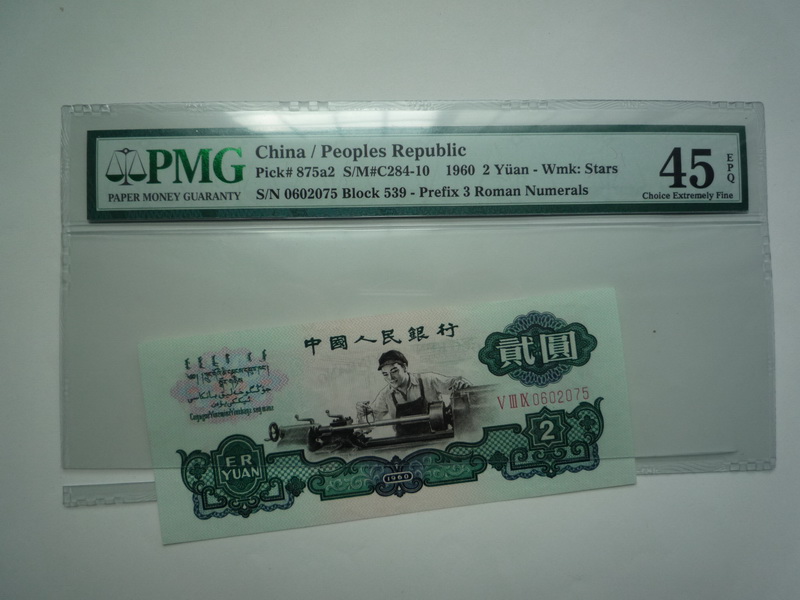 PMG
PAPER MONEY GUARANTY
China / Peoples Republic
Pick# 875a2 S/M#C284-10 1960 2 Yüan - Wmk: Stars
S/N 0602075 Block 539 - Prefix 3 Roman Numerals
45 EPQ
Choice Extremely Fine
中國人民銀行
貳圓
V III IX 0602075
2
ER
YUAN
1960